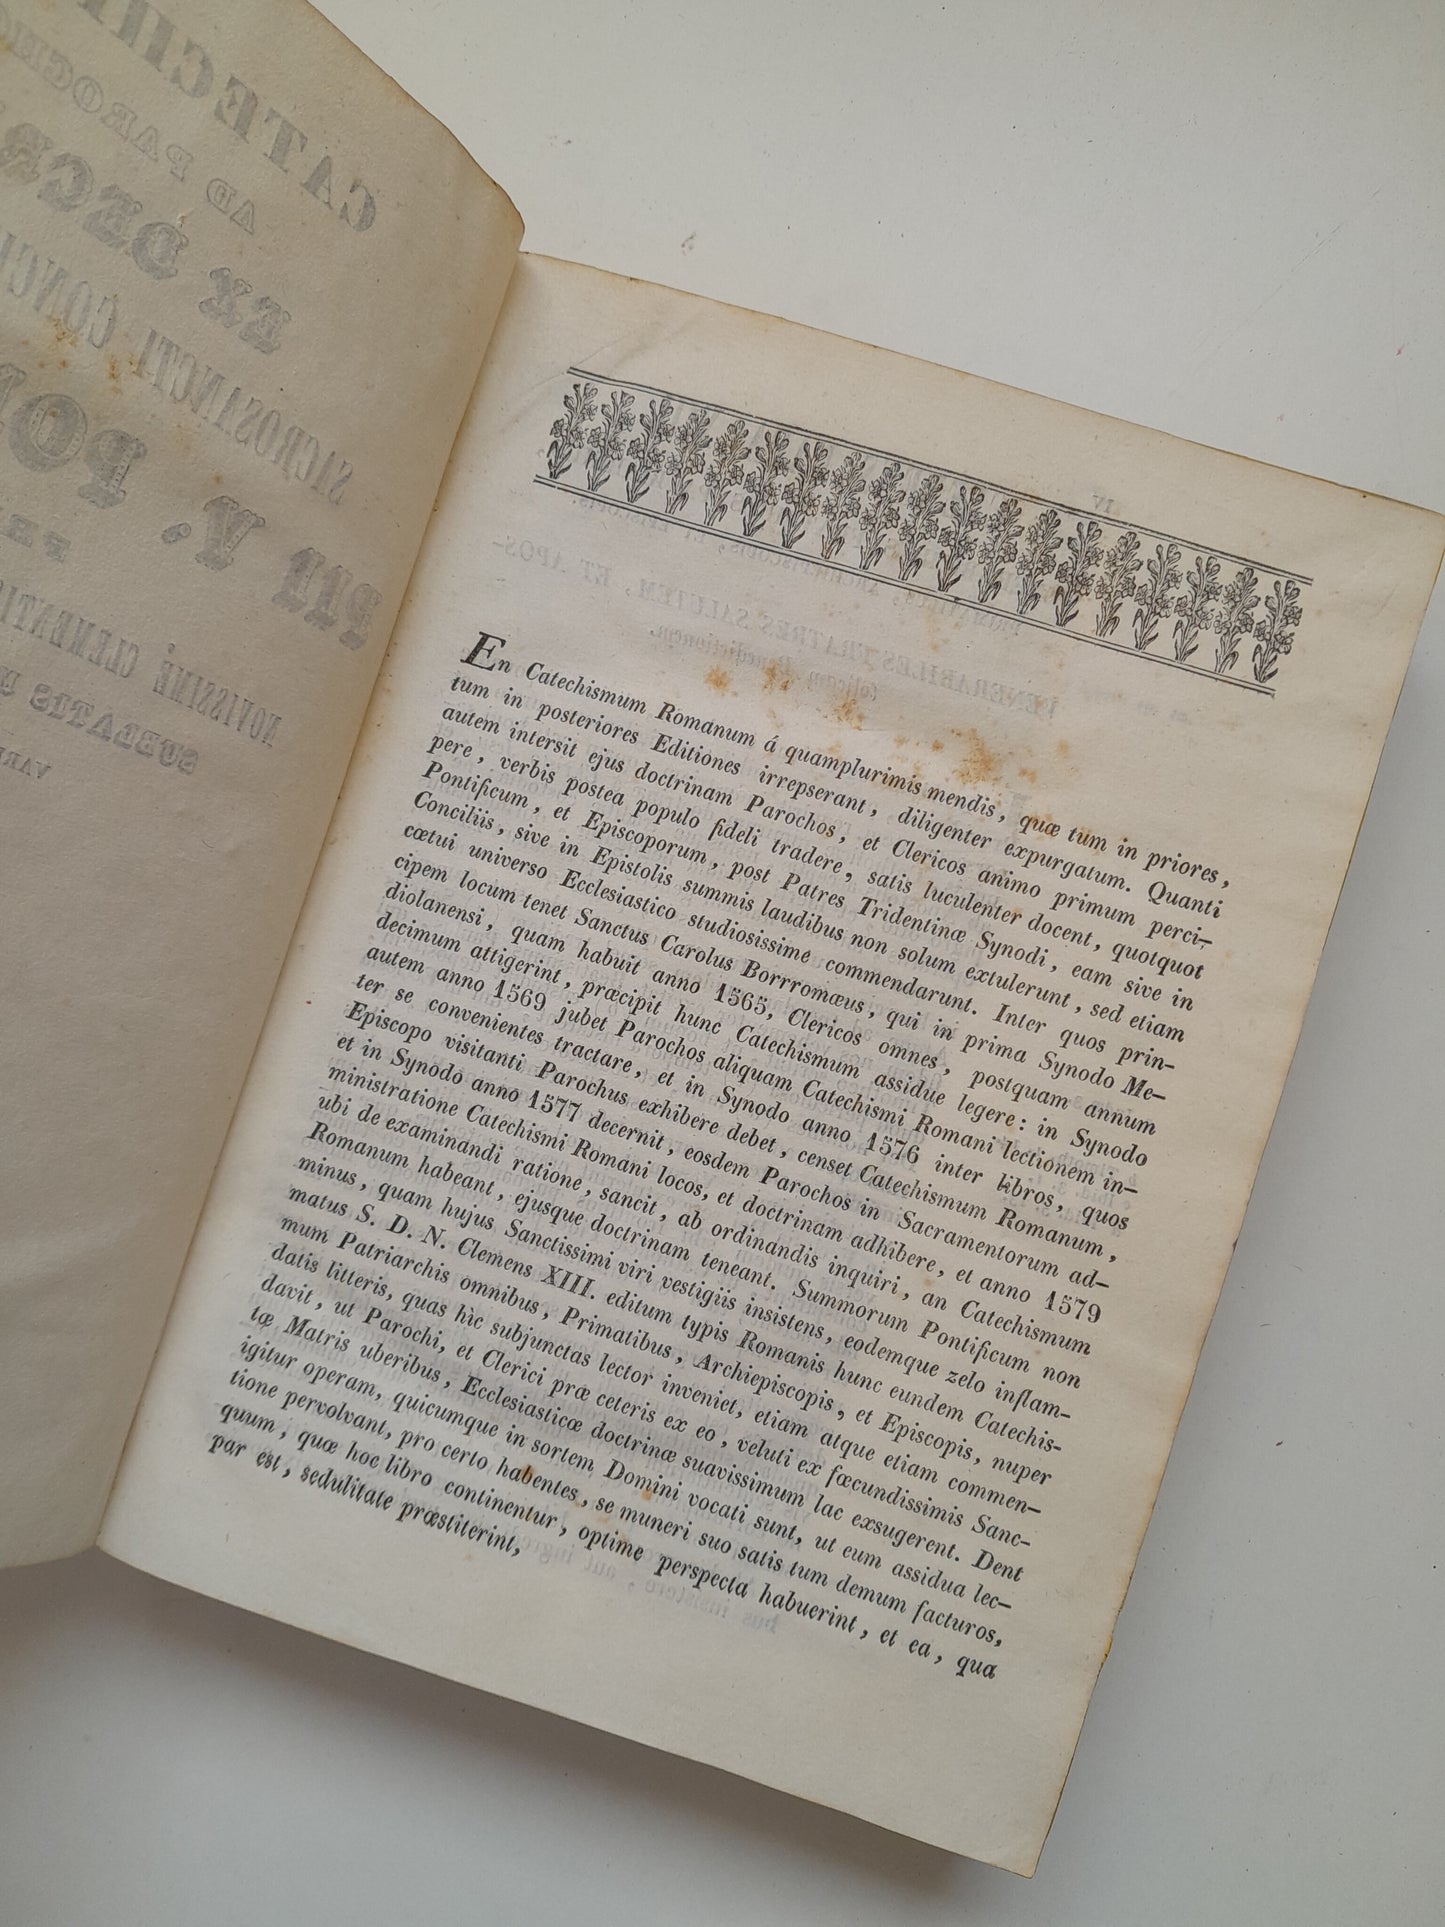 En Catechismum Romanum á quamplurimis mendis, quæ tum in priores,
tum in posteriores Editiones irrepserant, diligenter expurgatum. Quanti
autem intersit ejus doctrinam Parochos, et Clericos animo primum perci-
pere, verbis postea populo fideli tradere, satis luculenter docent, quotquot
Pontificum, et Episcoporum, post Patres Tridentinæ Synodi, eam sive in
Conciliis, sive in Epistolis summis laudibus non solum extulerunt, sed etiam
cœtui universo Ecclesiastico studiosissime commendarunt. Inter quos prin-
cipem locum tenet Sanctus Carolus Borrromæus, qui in prima Synodo Me-
diolanensi, quam habuit anno 1565, Clericos omnes, postquam annum
decimum attigerint, præcipit hunc Catechismum assidue legere: in Synodo
autem anno 1569 jubet Parochos aliquam Catechismi Romani lectionem in-
ter se convenientes tractare, et in Synodo anno 1576 inter libros, quos
Episcopo visitanti Parochus exhibere debet, censet Catechismum Romanum,
et in Synodo anno 1577 decernit, eosdem Parochos in Sacramentorum ad-
ministratione Catechismi Romani locos, et doctrinam adhibere, et anno 1579
ubi de examinandi ratione, sancit, ab ordinandis inquiri, an Catechismum
Romanum habeant, ejusque doctrinam teneant. Summorum Pontificum non
minus, quam hujus Sanctissimi viri vestigiis insistens, eodemque zelo inflam-
matus S. D. N. Clemens XIII. editum typis Romanis hunc eundem Catechis-
mum Patriarchis omnibus, Primatibus, Archiepiscopis, et Episcopis, nuper
datis litteris, quas hìc subjunctas lector inveniet, etiam atque etiam commen-
davit, ut Parochi, et Clerici præ ceteris ex eo, veluti ex fœcundissimis Sanc-
tæ Matris uberibus, Ecclesiasticæ doctrinæ suavissimum lac exsugerent. Dent
igitur operam, quicumque in sortem Domini vocati sunt, ut eum assidua lec-
tione pervolvant, pro certo habentes, se muneri suo satis tum demum facturos,
quum, quæ hoc libro continentur, optime perspecta habuerint, et ea, qua
par est, sedulitate præstiterint,